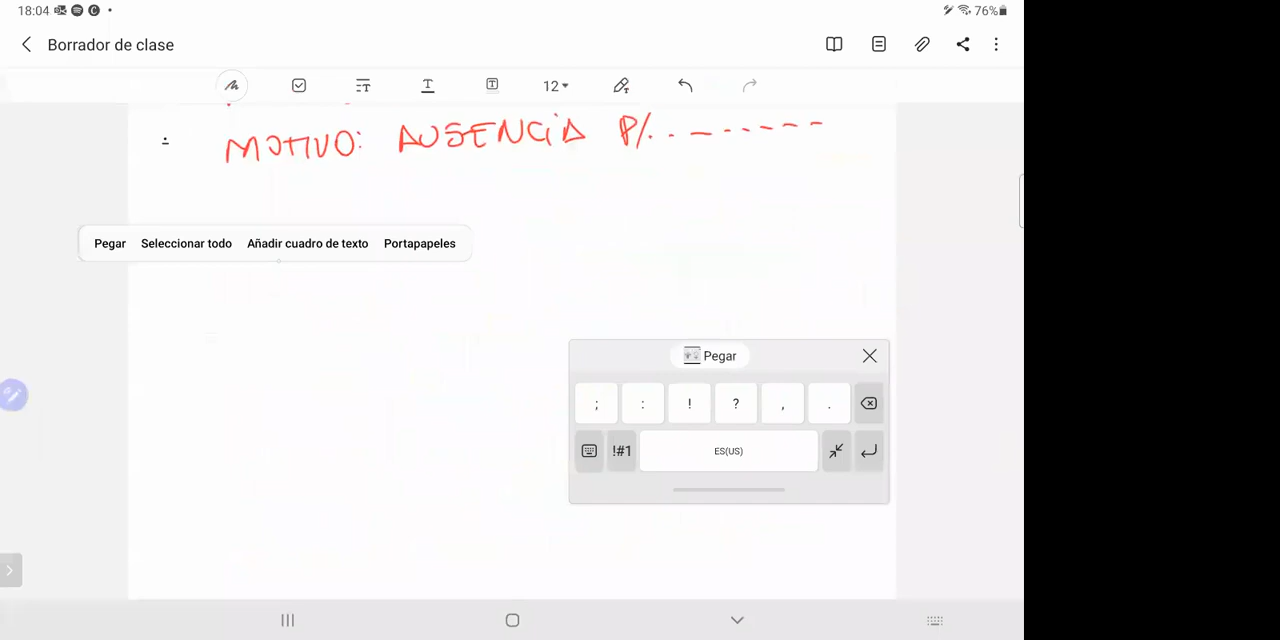 18:04 76%
Borrador de clase
12
MOTIVO: AUSENCIA P/. . _ - - - - - -
Pegar Seleccionar todo Añadir cuadro de texto Portapapeles
Pegar
; : ! ? , .
!#1 ES(US)